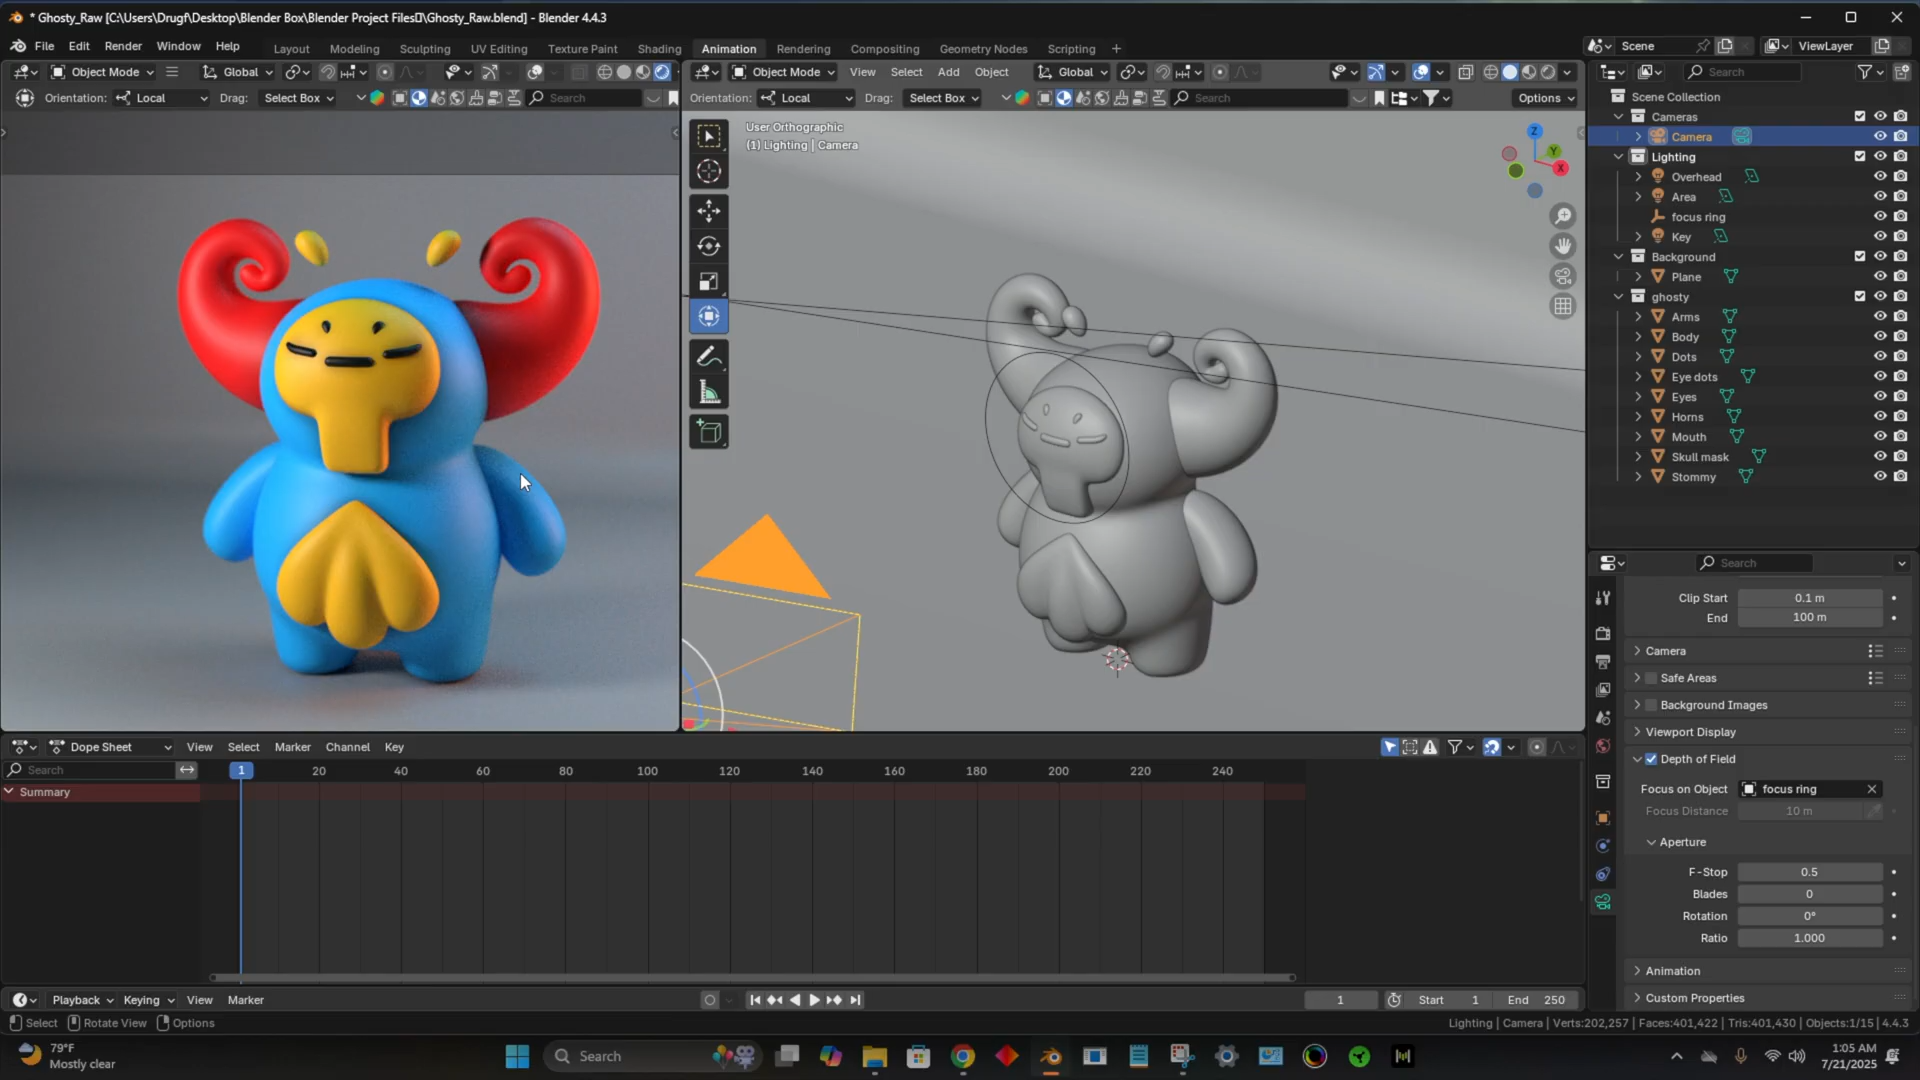 * Ghosty_Raw [C:\Users\Drugf\Desktop\Blender Box\Blender Project Files\Ghosty_Raw.blend] - Blender 4.4.3
File Edit Render Window Help
Layout Modeling Sculpting UV Editing Texture Paint Shading Animation Rendering Compositing Geometry Nodes Scripting +
Scene
ViewLayer
Object Mode Global
Object Mode View Select Add Object Global
Search
Orientation: Local Drag: Select Box Search
Orientation: Local Drag: Select Box Search Options
User Orthographic
(1) Lighting | Camera
Z
Y
X
Scene Collection
Cameras
Camera
Lighting
Overhead
Area
focus ring
Key
Background
Plane
ghosty
Arms
Body
Dots
Eye dots
Eyes
Horns
Mouth
Skull mask
Stommy
Search
Clip Start 0.1 m
End 100 m
Camera
Safe Areas
Background Images
Viewport Display
Depth of Field
Focus on Object focus ring
Focus Distance 10 m
Aperture
F-Stop 0.5
Blades 0
Rotation 0°
Ratio 1.000
Animation
Custom Properties
Dope Sheet View Select Marker Channel Key
Search
1 20 40 60 80 100 120 140 160 180 200 220 240
Summary
Playback Keying View Marker
1 Start 1 End 250
Select Rotate View Options
Lighting | Camera | Verts:202,257 | Faces:401,422 | Tris:401,430 | Objects:1/15 | 4.4.3
79°F
Mostly clear
Search
1:05 AM
7/21/2025